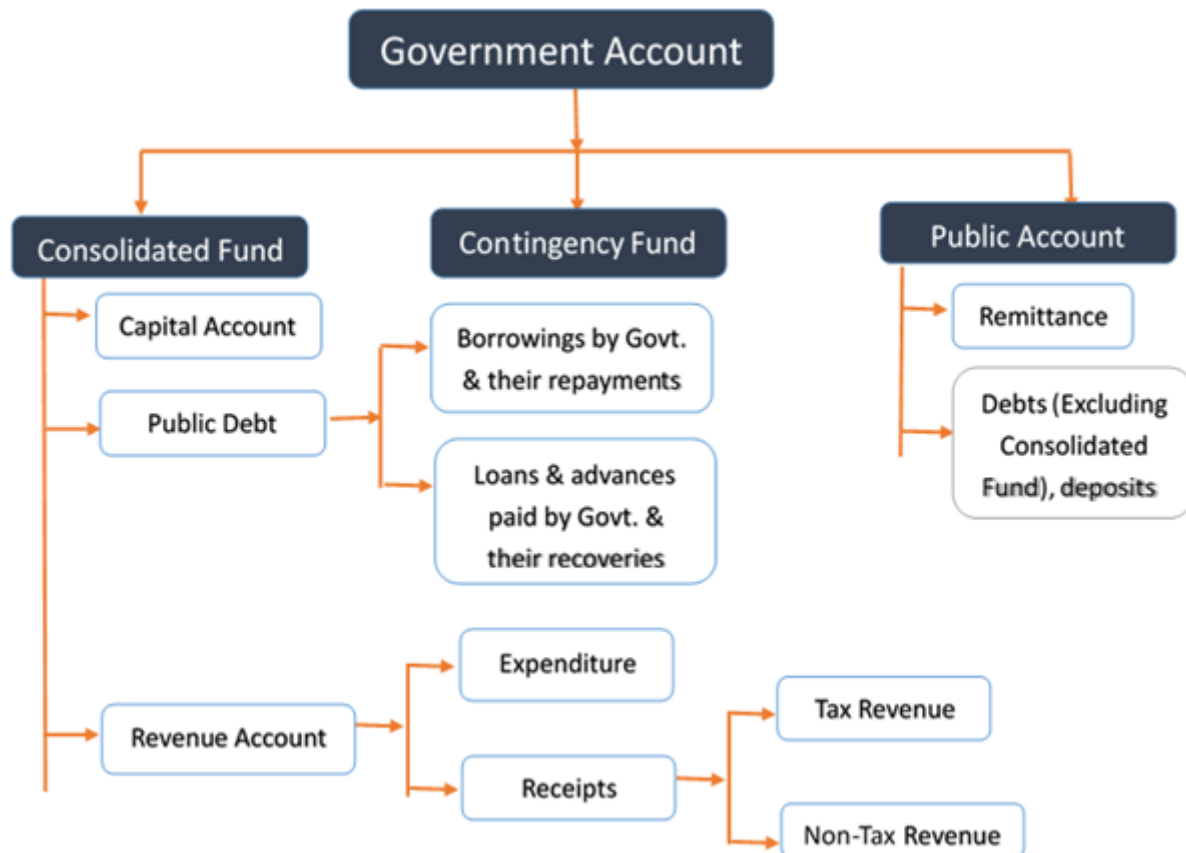 Government Account
Consolidated Fund
Contingency Fund
Public Account
Capital Account
Public Debt
Borrowings by Govt.
& their repayments
Loans & advances
paid by Govt. &
their recoveries
Remittance
Debts (Excluding
Consolidated
Fund), deposits
Revenue Account
Expenditure
Receipts
Tax Revenue
Non-Tax Revenue